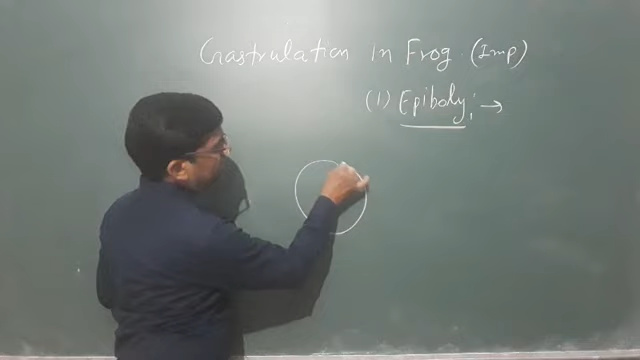 Gastrulation in Frog. (Imp)
(1) Epiboly: →